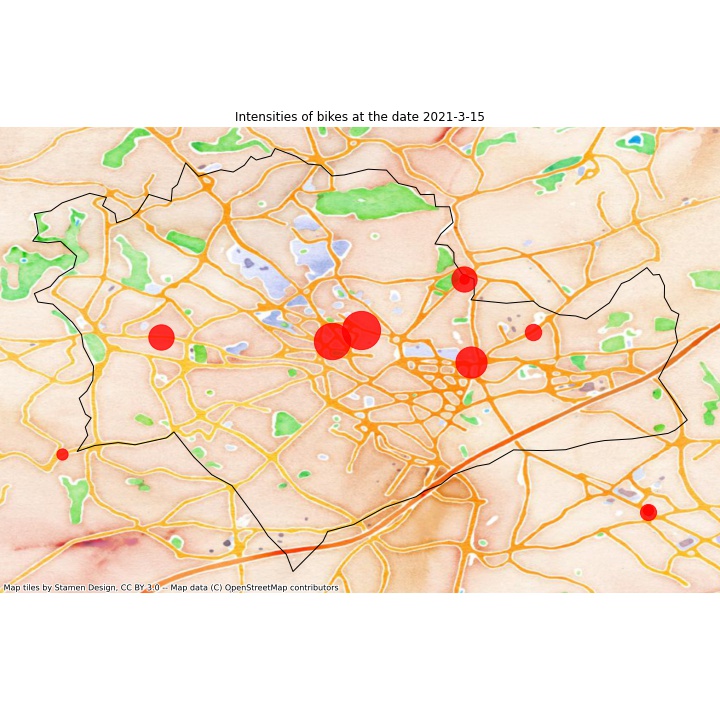 Intensities of bikes at the date 2021-3-15
Map tiles by Stamen Design, CC BY 3.0 -- Map data (C) OpenStreetMap contributors